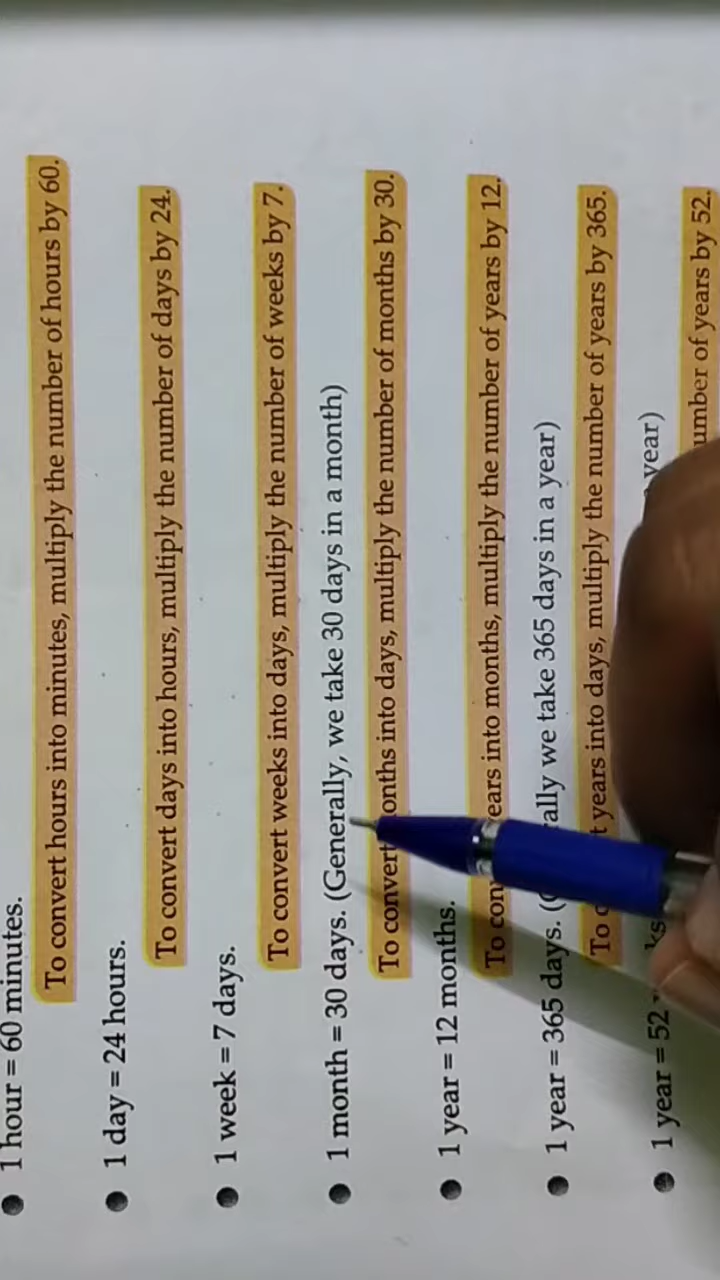 • 1 hour = 60 minutes.
To convert hours into minutes, multiply the number of hours by 60.
• 1 day = 24 hours.
To convert days into hours, multiply the number of days by 24.
• 1 week = 7 days.
To convert weeks into days, multiply the number of weeks by 7.
• 1 month = 30 days. (Generally, we take 30 days in a month)
To convert onths into days, multiply the number of months by 30.
• 1 year = 12 months.
To con ears into months, multiply the number of years by 12.
• 1 year = 365 days. ( ally we take 365 days in a year)
To t years into days, multiply the number of years by 365.
• 1 year = 52 ks year)
umber of years by 52.